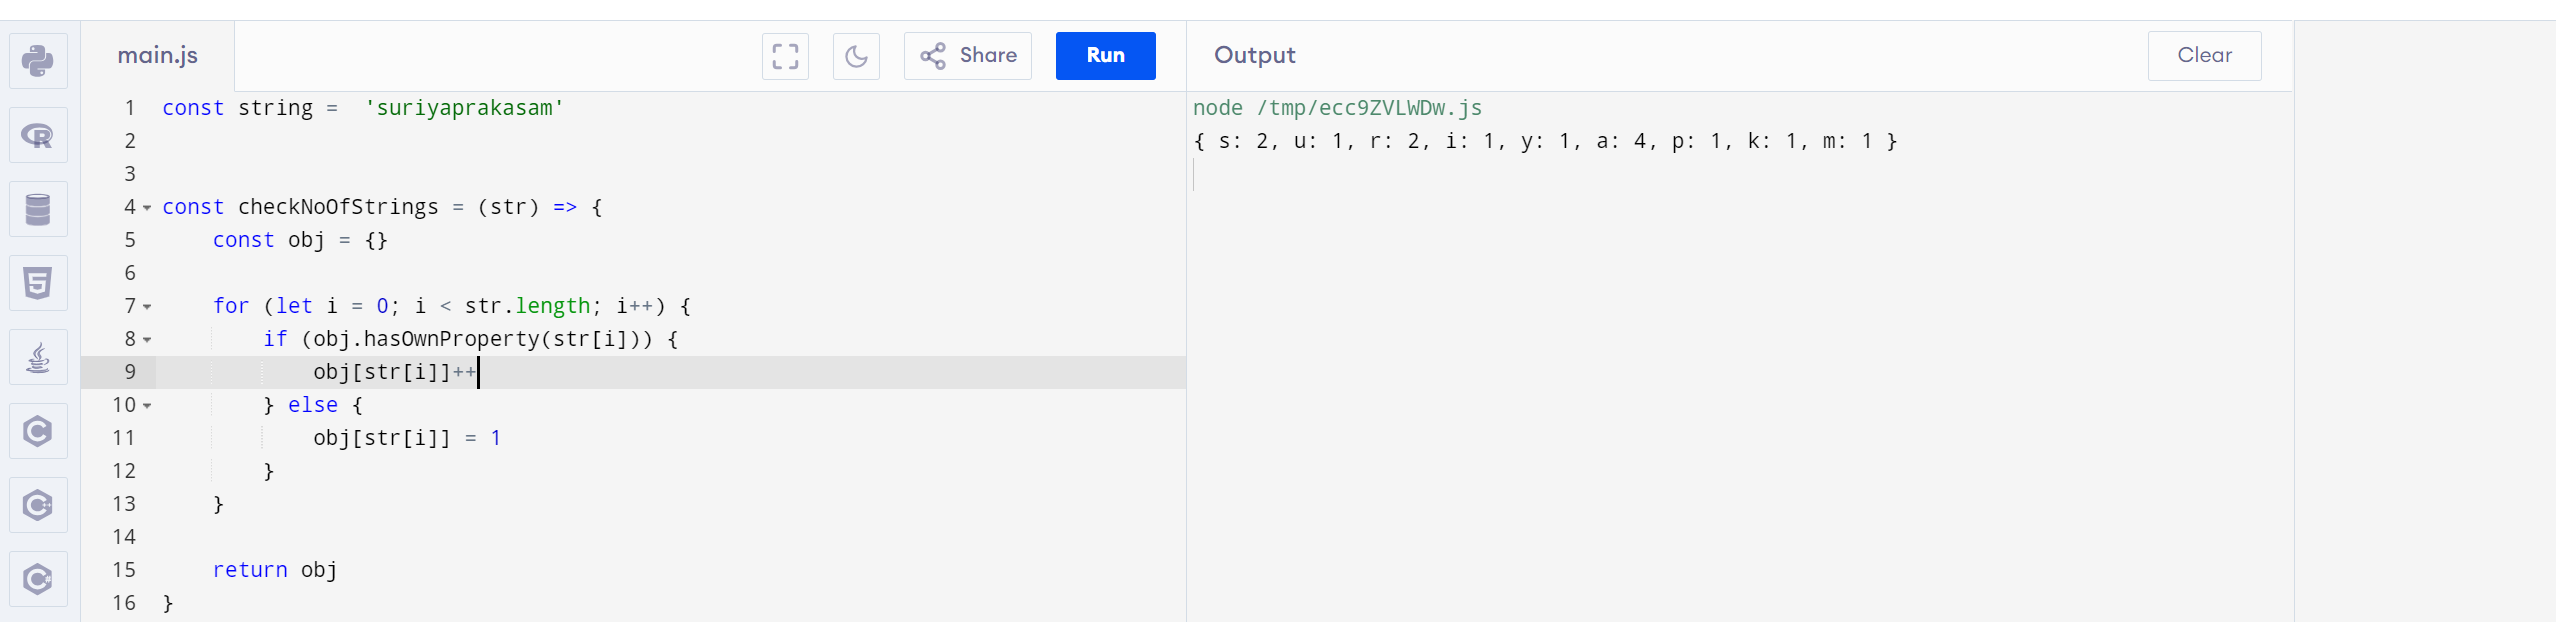 main.js
Share
Run
Output
Clear
1 const string =  'suriyaprakasam'
2
3
4 const checkNoOfStrings = (str) => {
5     const obj = {}
6
7     for (let i = 0; i < str.length; i++) {
8         if (obj.hasOwnProperty(str[i])) {
9             obj[str[i]]++
10         } else {
11             obj[str[i]] = 1
12         }
13     }
14
15     return obj
16 }
node /tmp/ecc9ZVLWDw.js
{ s: 2, u: 1, r: 2, i: 1, y: 1, a: 4, p: 1, k: 1, m: 1 }
R
5
C
C++
C#